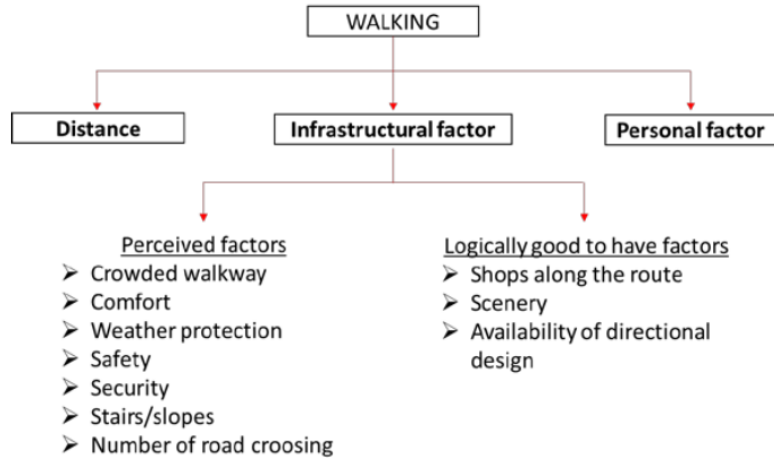 WALKING
Distance
Infrastructural factor
Personal factor
Perceived factors
➤ Crowded walkway
➤ Comfort
➤ Weather protection
➤ Safety
➤ Security
➤ Stairs/slopes
➤ Number of road croosing
Logically good to have factors
➤ Shops along the route
➤ Scenery
➤ Availability of directional
design